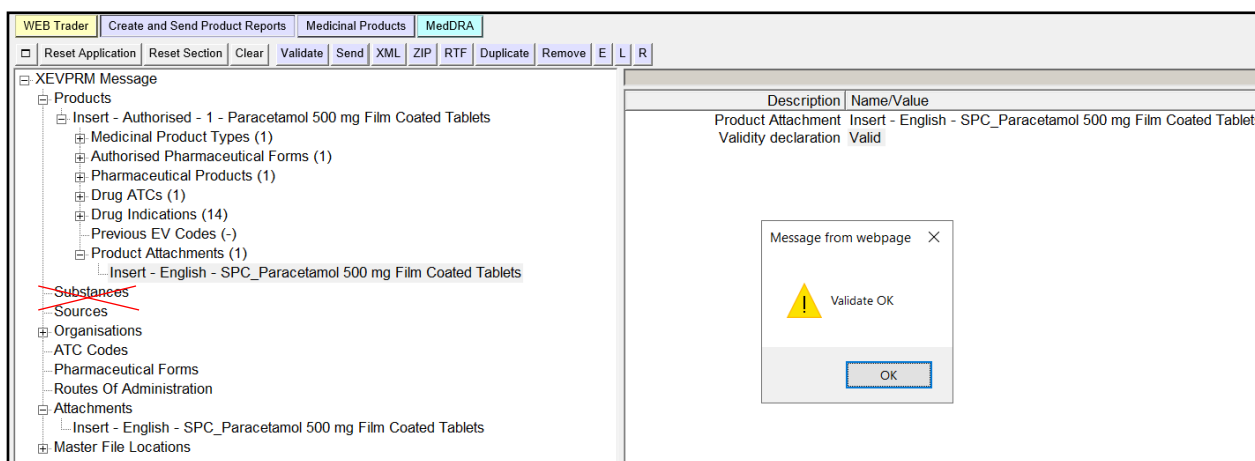 WEB Trader Create and Send Product Reports Medicinal Products MedDRA
Reset Application Reset Section Clear Validate Send XML ZIP RTF Duplicate Remove E L R
XEVPRM Message
Products
Insert - Authorised - 1 - Paracetamol 500 mg Film Coated Tablets
Medicinal Product Types (1)
Authorised Pharmaceutical Forms (1)
Pharmaceutical Products (1)
Drug ATCs (1)
Drug Indications (14)
Previous EV Codes (-)
Product Attachments (1)
Insert - English - SPC_Paracetamol 500 mg Film Coated Tablets
Substances
Sources
Organisations
ATC Codes
Pharmaceutical Forms
Routes Of Administration
Attachments
Insert - English - SPC_Paracetamol 500 mg Film Coated Tablets
Master File Locations
Description Name/Value
Product Attachment Insert - English - SPC_Paracetamol 500 mg Film Coated Tablet
Validity declaration Valid
Message from webpage
Validate OK
OK